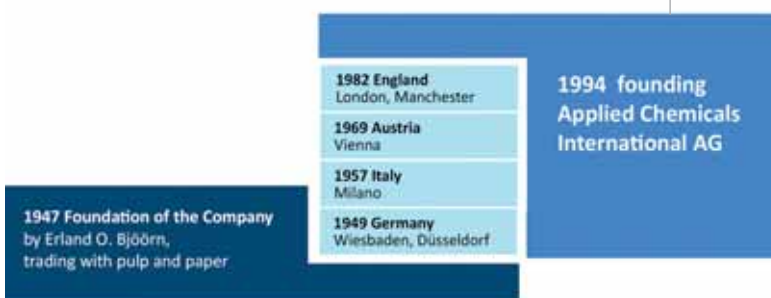 1982 England
London, Manchester
1969 Austria
Vienna
1957 Italy
Milano
1949 Germany
Wiesbaden, Düsseldorf
1994 founding
Applied Chemicals
International AG
1947 Foundation of the Company
by Erland O. Bjöörn,
trading with pulp and paper